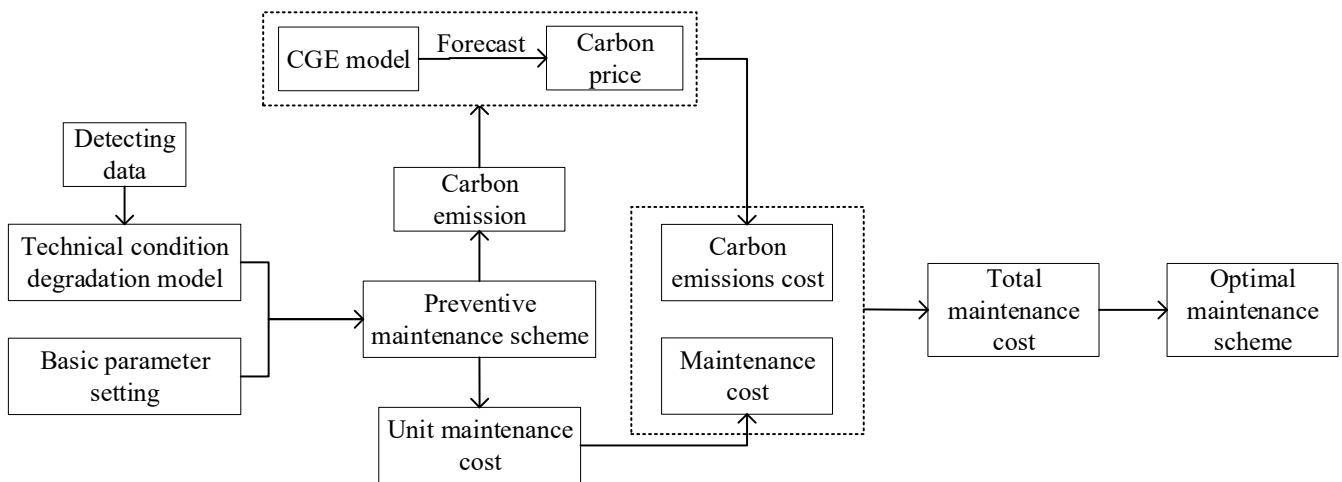 CGE model
Forecast
Carbon
price
Detecting
data
Carbon
emission
Technical condition
degradation model
Preventive
maintenance scheme
Basic parameter
setting
Unit maintenance
cost
Carbon
emissions cost
Maintenance
cost
Total
maintenance
cost
Optimal
maintenance
scheme